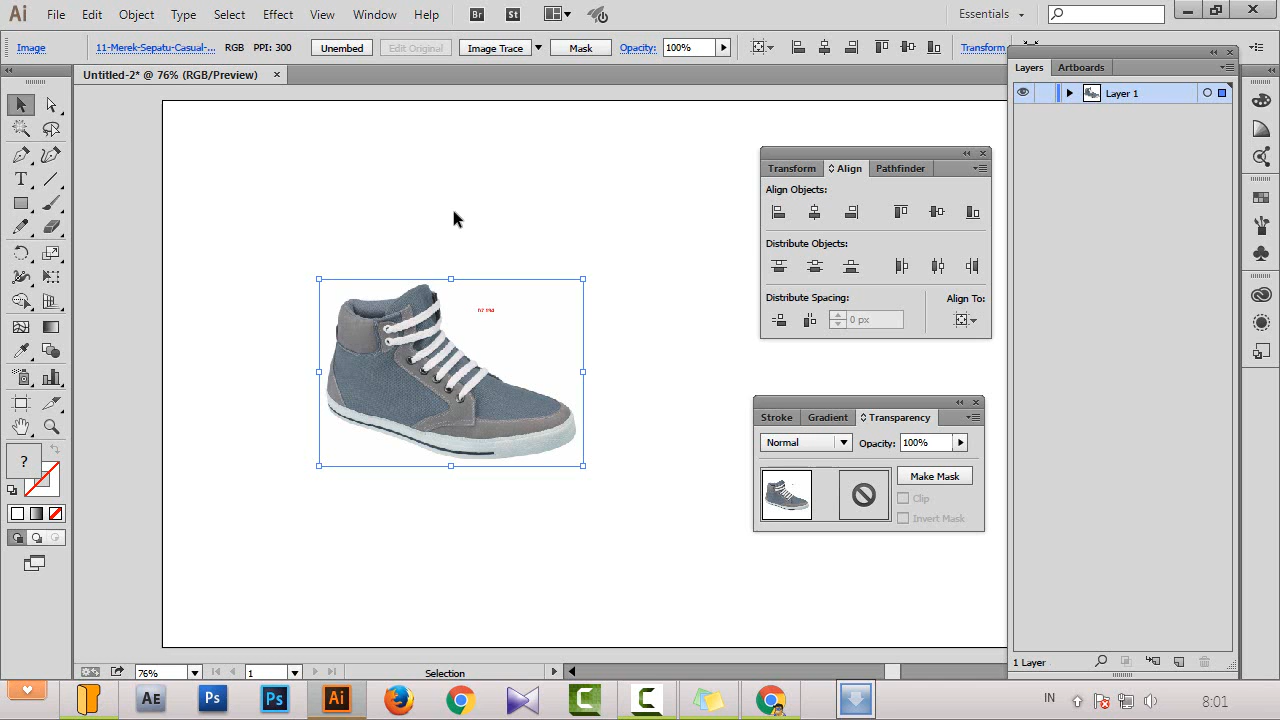 Ai File Edit Object Type Select Effect View Window Help Br St Essentials
Image 11-Merek-Sepatu-Casual-... RGB PPI: 300 Unembed Edit Original Image Trace Mask Opacity: 100% Transform
Untitled-2* @ 76% (RGB/Preview)
Layers Artboards
Layer 1
Transform Align Pathfinder
Align Objects:
Distribute Objects:
Distribute Spacing: Align To:
0 px
Stroke Gradient Transparency
Normal Opacity: 100%
Make Mask
Clip
Invert Mask
?
76% 1 Selection
1 Layer
AE Ps Ps Ai IN 8:01